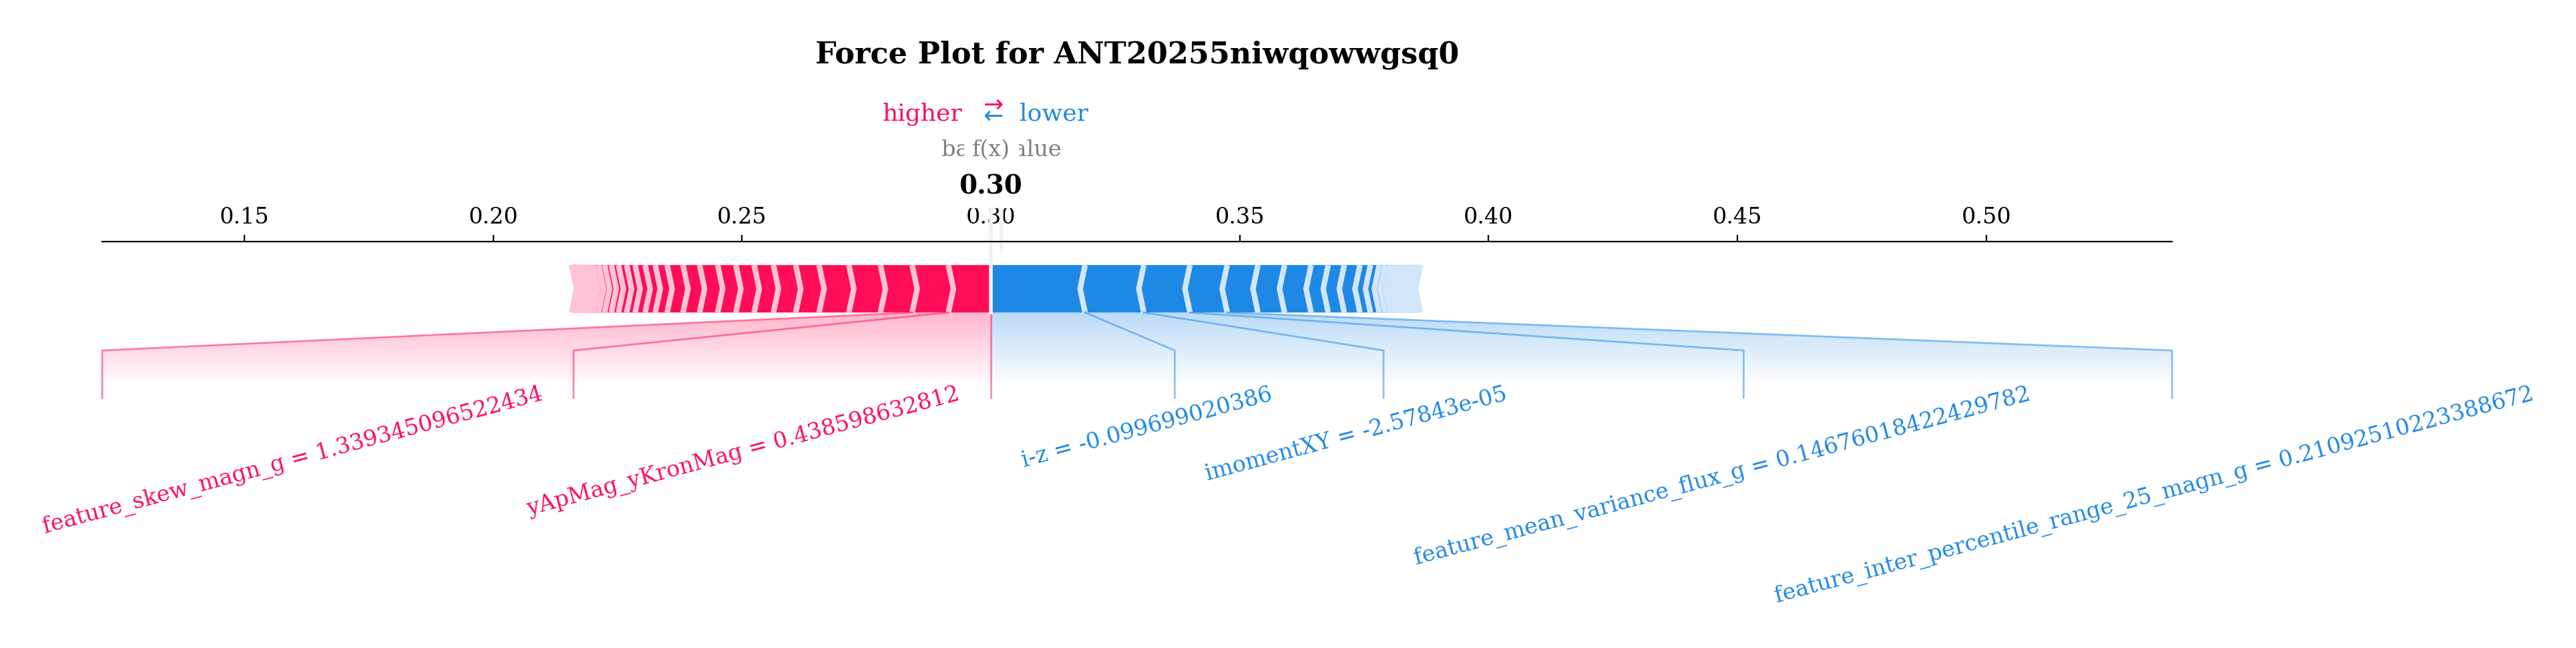 Force Plot for ANT20255niwqowwgsq0
higher ⇄ lower
f(x)
0.30
0.15 0.20 0.25 0.30 0.35 0.40 0.45 0.50
feature_skew_magn_g = 1.339345096522434
yApMag_yKronMag = 0.438598632812
i-z = -0.099699020386
imomentXY = -2.57843e-05
feature_mean_variance_flux_g = 0.14676018422429782
feature_inter_percentile_range_25_magn_g = 0.21092510223388672